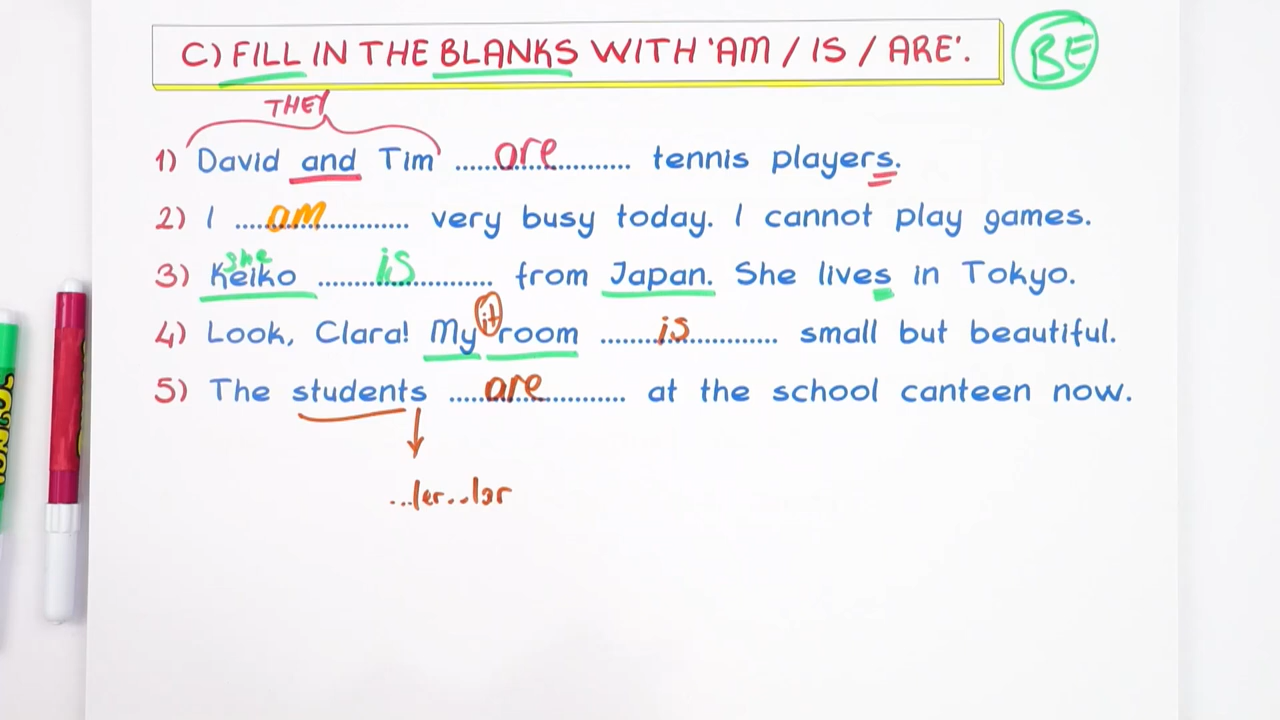 C) FILL IN THE BLANKS WITH 'AM / IS / ARE'.
BE
THEY
1) David and Tim ...... are ...... tennis players.
2) I ...... am ...... very busy today. I cannot play games.
she
3) Keiko ...... is ...... from Japan. She lives in Tokyo.
it
4) Look, Clara! My room ...... is ...... small but beautiful.
5) The students ...... are ...... at the school canteen now.
...ler...lar